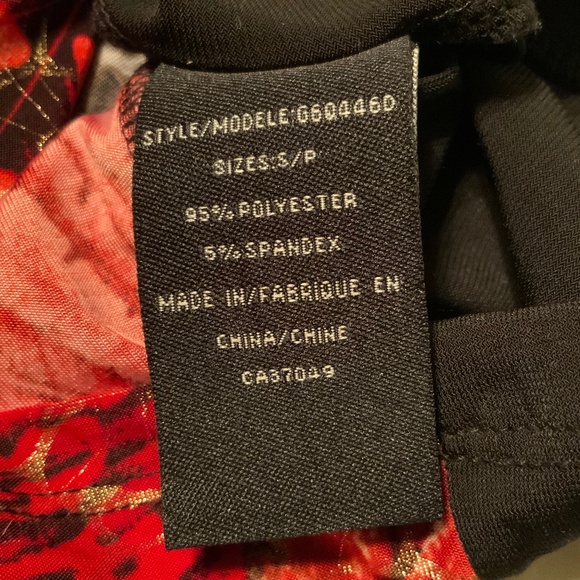 STYLE/MODELE:G6Q446D
SIZES:S/P
95% POLYESTER
5% SPANDEX
MADE IN/FABRIQUE EN
CHINA/CHINE
CA37049